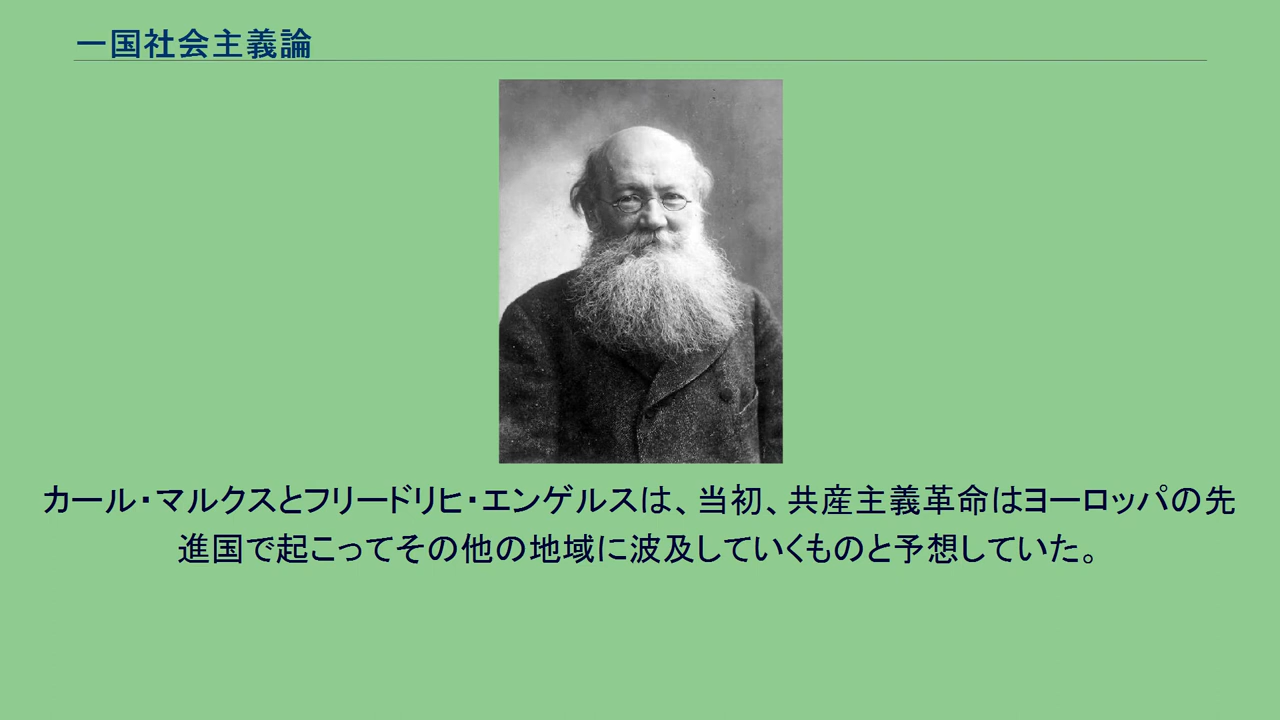 一国社会主義論
カール・マルクスとフリードリヒ・エンゲルスは、当初、共産主義革命はヨーロッパの先
進国で起こってその他の地域に波及していくものと予想していた。